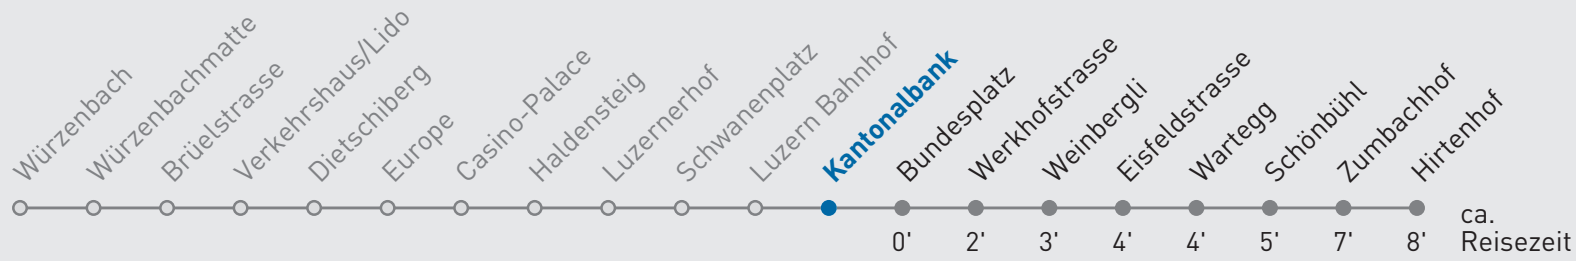 Würzenbach
Würzenbachmatte
Brüelstrasse
Verkehrshaus/Lido
Dietschiberg
Europe
Casino-Palace
Haldensteig
Luzernerhof
Schwanenplatz
Luzern Bahnhof
Kantonalbank
Bundesplatz
Werkhofstrasse
Weinbergli
Eisfeldstrasse
Wartegg
Schönbühl
Zumbachhof
Hirtenhof
0' 2' 3' 4' 4' 5' 7' 8'
ca.
Reisezeit